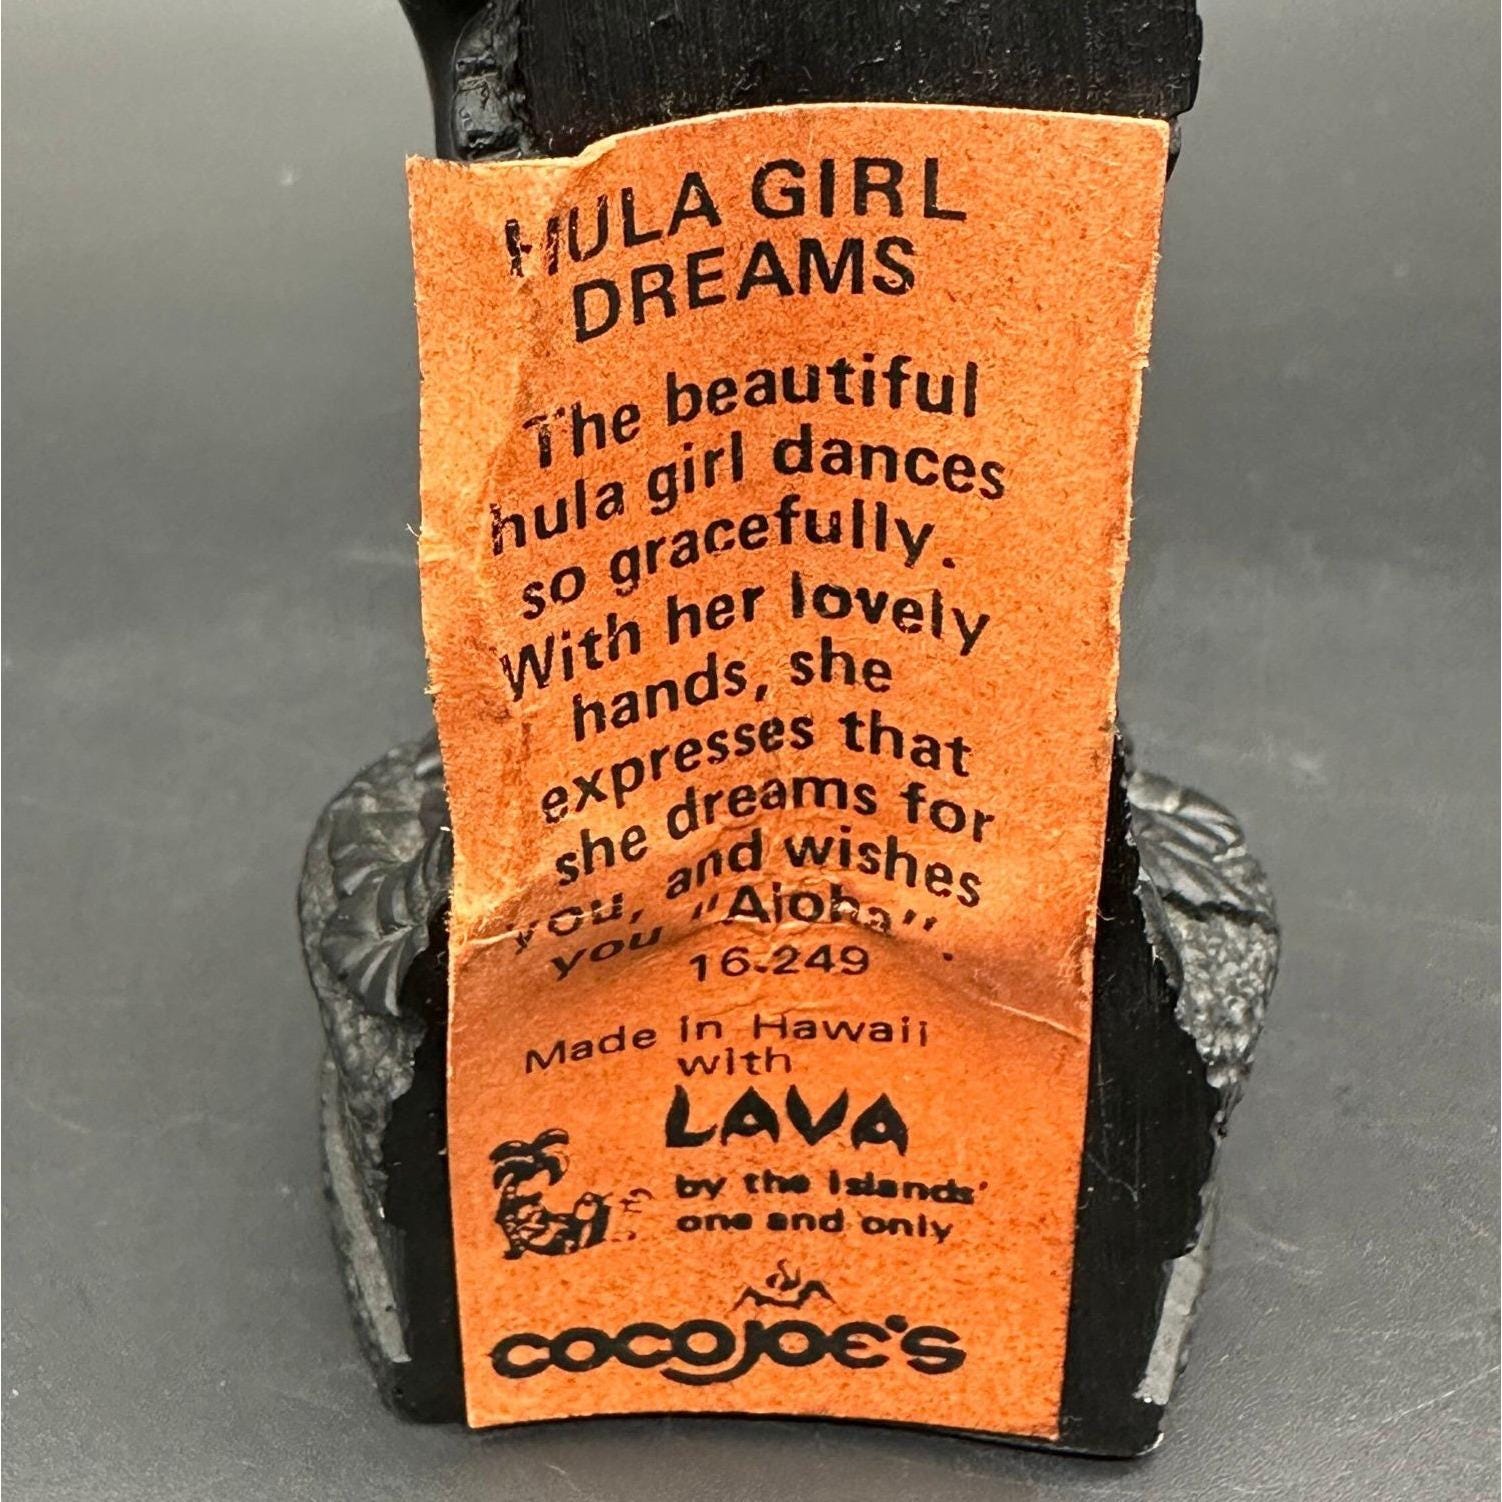 HULA GIRL
DREAMS
The beautiful
hula girl dances
so gracefully.
With her lovely
hands, she
expresses that
she dreams for
you, and wishes
you "Aloha".
16-249
Made in Hawaii
with
LAVA
by the Islands'
one and only
COCO JOE'S